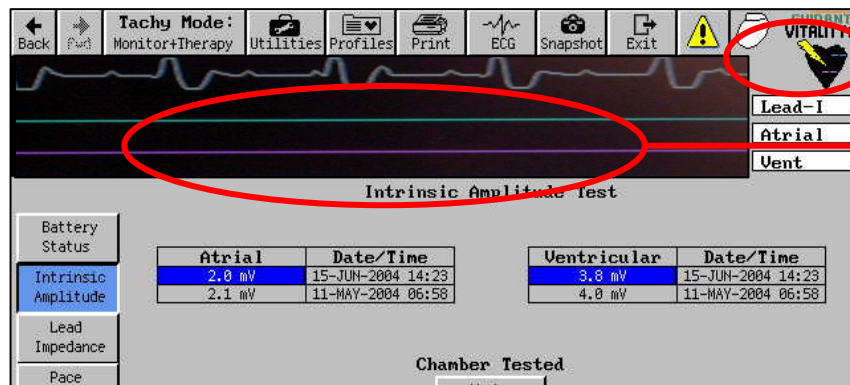 Back
Fwd
Tachy Mode:
Monitor+Therapy
Utilities
Profiles
Print
ECG
Snapshot
Exit
GUIDANT
VITALITY
Lead-I
Atrial
Vent
Intrinsic Amplitude Test
Battery
Status
Intrinsic
Amplitude
Lead
Impedance
Pace
Atrial Date/Time
2.0 mV 15-JUN-2004 14:23
2.1 mV 11-MAY-2004 06:58
Ventricular Date/Time
3.8 mV 15-JUN-2004 14:23
4.0 mV 11-MAY-2004 06:58
Chamber Tested